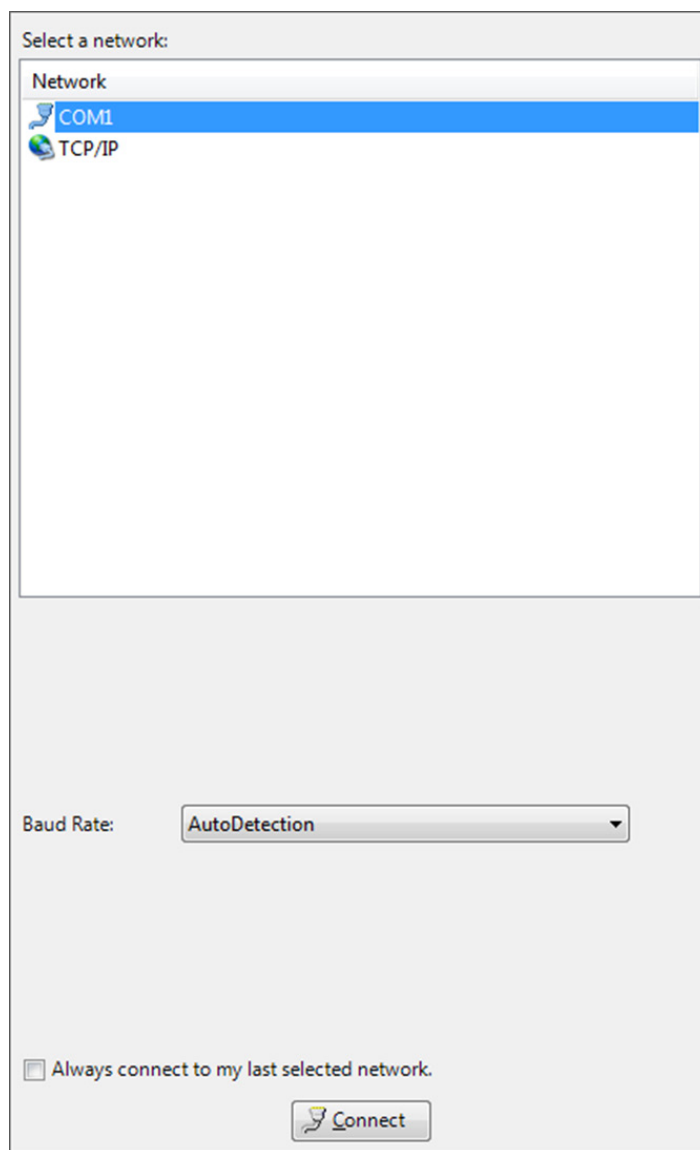 Select a network:
Network
COM1
TCP/IP
Baud Rate: AutoDetection
Always connect to my last selected network.
Connect